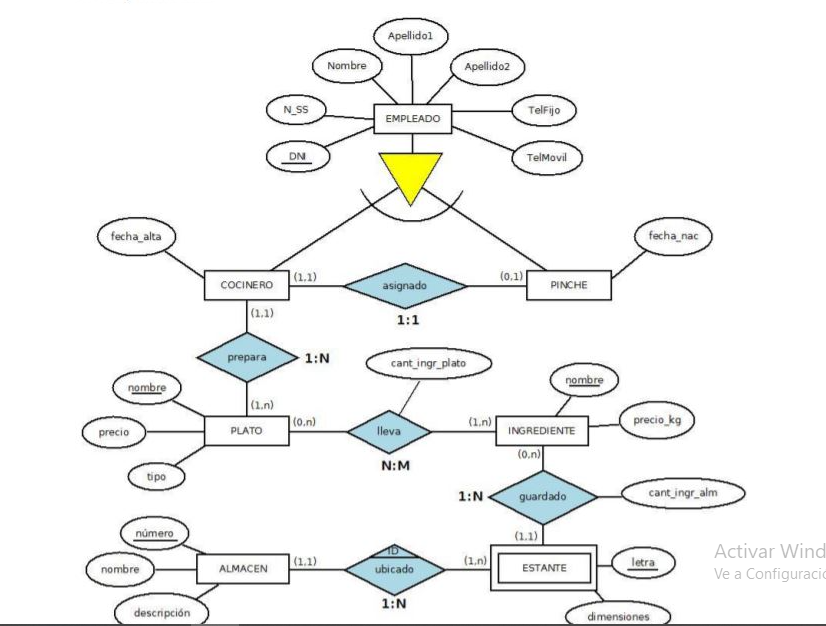 Apellido1
Nombre
Apellido2
N_SS
EMPLEADO
TelFijo
DNI
TelMovil
fecha_alta
fecha_nac
COCINERO
(1,1)
asignado
(0,1)
PINCHE
1:1
(1,1)
prepara
1:N
cant_ingr_plato
nombre
nombre
(1,n)
precio
PLATO
(0,n)
lleva
(1,n)
INGREDIENTE
precio_kg
N:M
(0,n)
tipo
1:N
guardado
cant_ingr_alm
número
(1,1)
ID
Activar Wind
nombre
ALMACEN
(1,1)
ubicado
(1,n)
ESTANTE
letra
Ve a Configuració
1:N
descripción
dimensiones